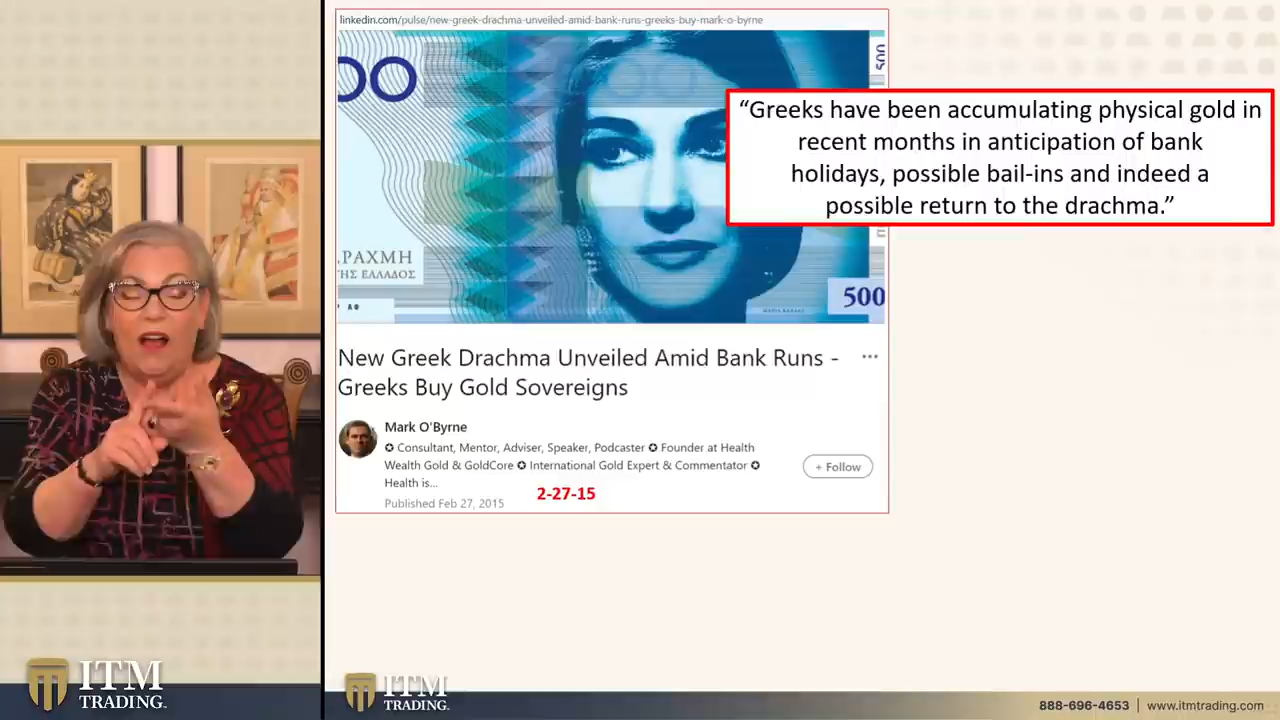 linkedin.com/pulse/new-greek-drachma-unveiled-amid-bank-runs-greeks-buy-mark-o-byrne
00
500
“Greeks have been accumulating physical gold in
recent months in anticipation of bank
holidays, possible bail-ins and indeed a
possible return to the drachma.”
ΡΑΧΜΗ
ΤΗΣ ΕΛΛΑΔΟΣ
500
New Greek Drachma Unveiled Amid Bank Runs -
Greeks Buy Gold Sovereigns
Mark O'Byrne
✪ Consultant, Mentor, Adviser, Speaker, Podcaster ✪ Founder at Health
Wealth Gold & GoldCore ✪ International Gold Expert & Commentator ✪
Health is...
+ Follow
2-27-15
Published Feb 27, 2015
ITM
TRADING.
ITM
TRADING.
888-696-4653 | www.itmtrading.com